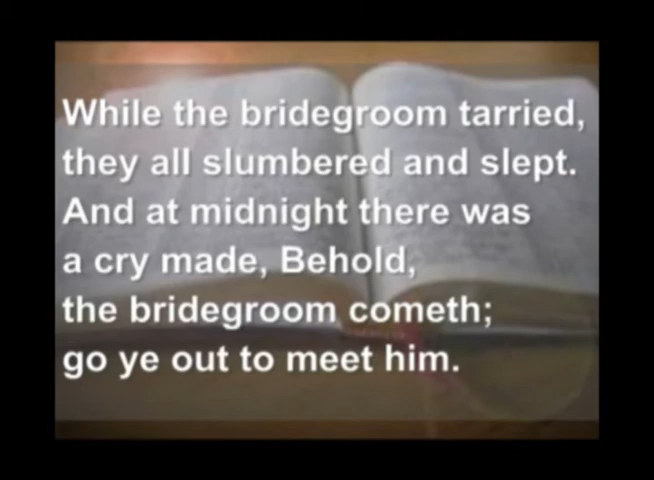 While the bridegroom tarried,
they all slumbered and slept.
And at midnight there was
a cry made, Behold,
the bridegroom cometh;
go ye out to meet him.